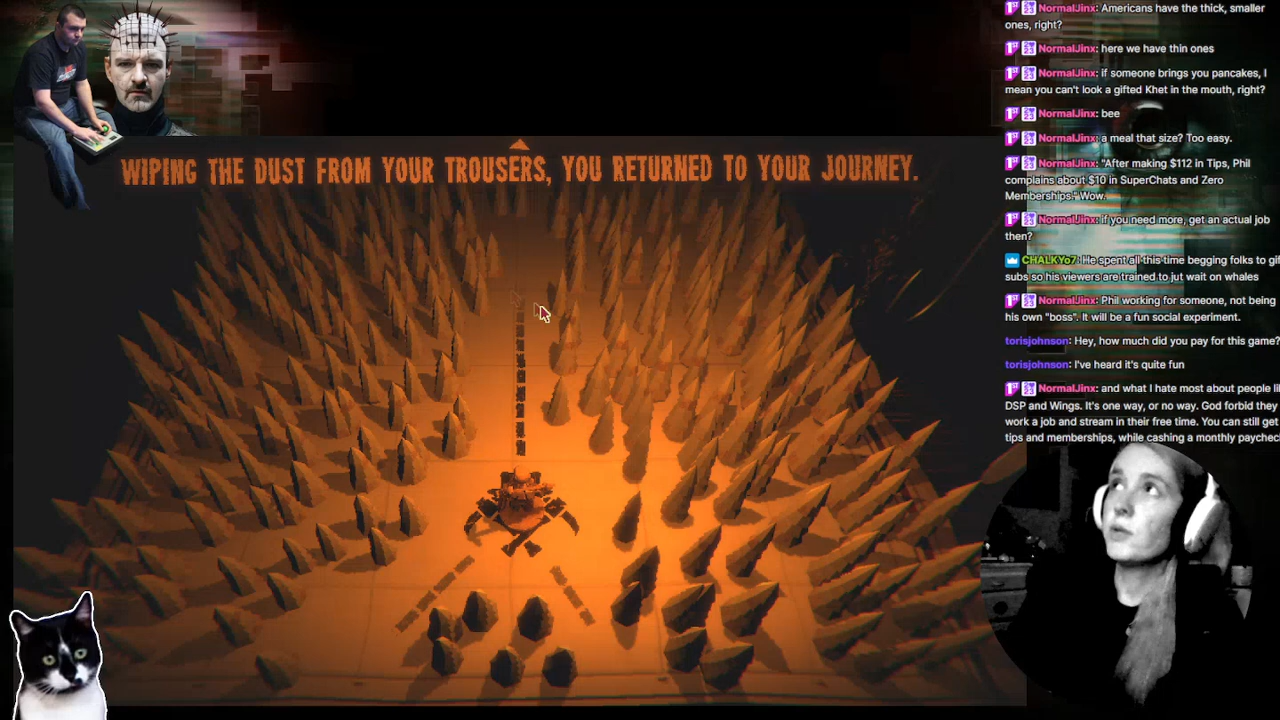 WIPING THE DUST FROM YOUR TROUSERS, YOU RETURNED TO YOUR JOURNEY.
NormalJinx: Americans have the thick, smaller
ones, right?
NormalJinx: here we have thin ones
NormalJinx: if someone brings you pancakes, I
mean you can't look a gifted Khet in the mouth, right?
NormalJinx: bee
NormalJinx: a meal that size? Too easy.
NormalJinx: "After making $112 in Tips, Phil
complains about $10 in SuperChats and Zero
Memberships." Wow.
NormalJinx: if you need more, get an actual job
then?
CHALKYo7: He spent all this time begging folks to gif
subs so his viewers are trained to jut wait on whales
NormalJinx: Phil working for someone, not being
his own "boss". It will be a fun social experiment.
torisjohnson: Hey, how much did you pay for this game?
torisjohnson: I've heard it's quite fun
NormalJinx: and what I hate most about people li
DSP and Wings. It's one way, or no way. God forbid they
work a job and stream in their free time. You can still get
tips and memberships, while cashing a monthly paychec